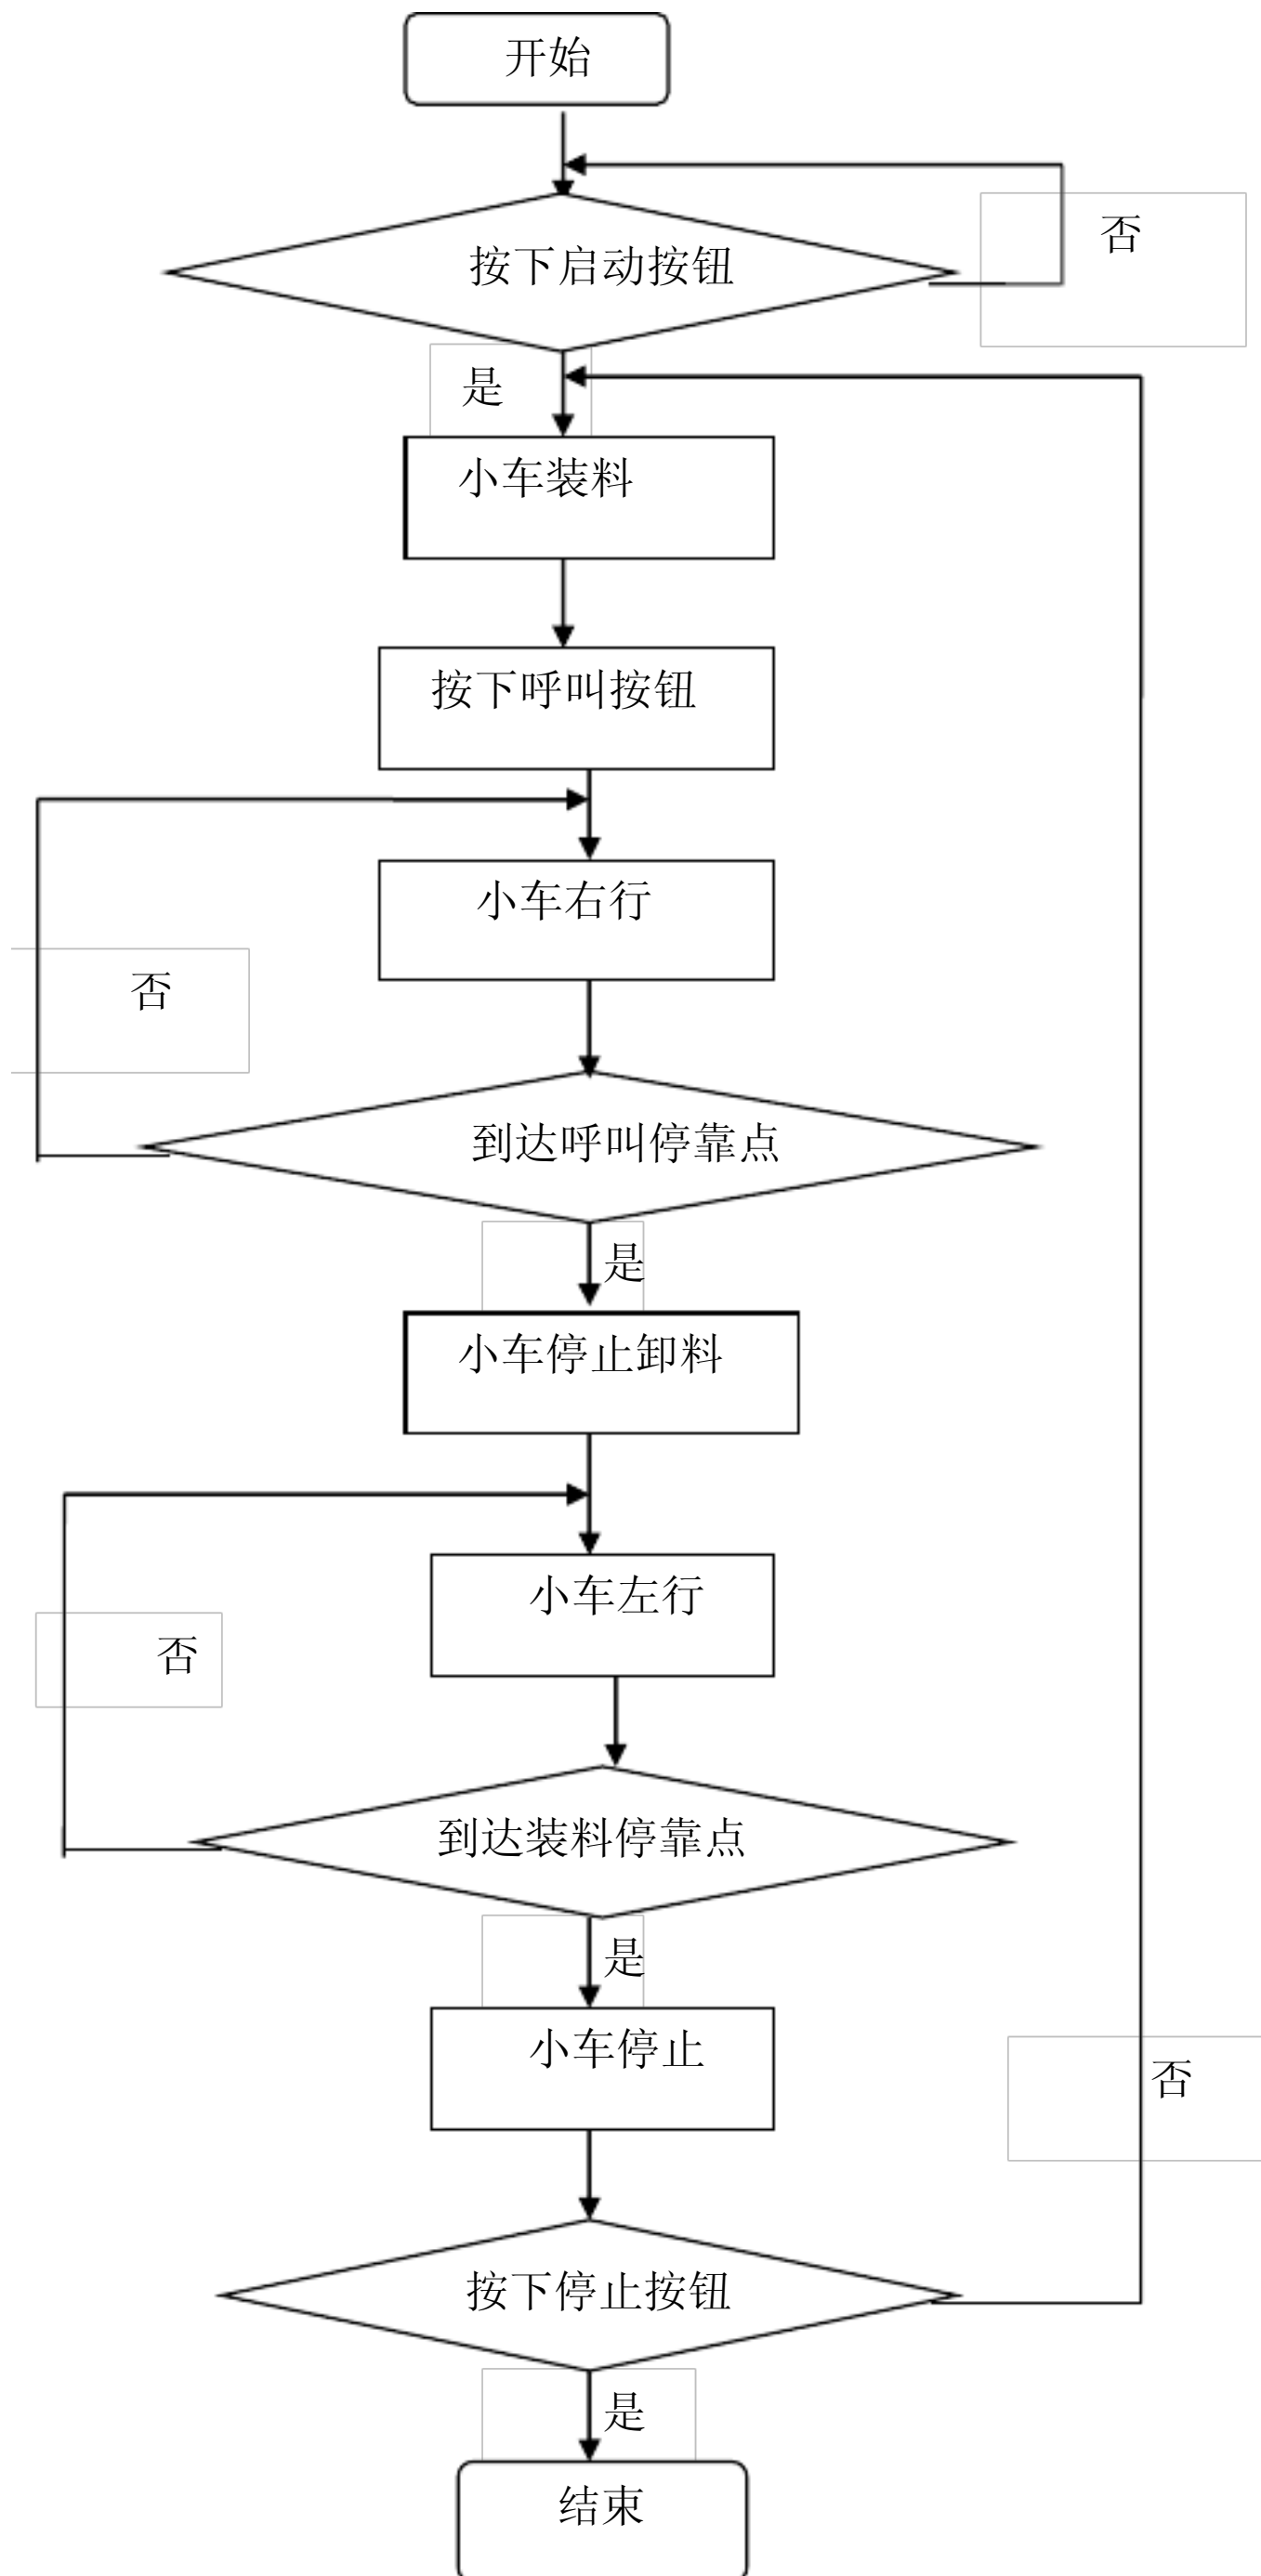 开始
否
按下启动按钮
是
小车装料
按下呼叫按钮
小车右行
否
到达呼叫停靠点
是
小车停止卸料
小车左行
否
到达装料停靠点
是
小车停止
否
按下停止按钮
是
结束